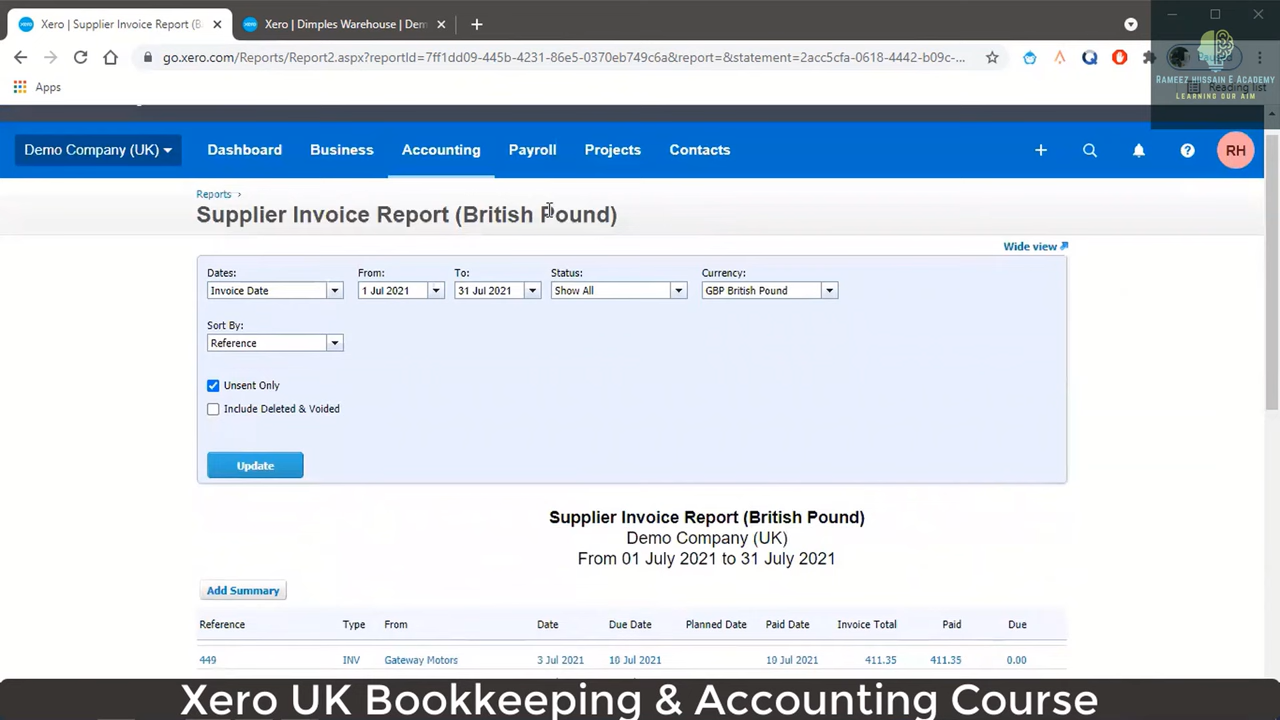 Xero | Supplier Invoice Report (B
Xero | Dimples Warehouse | Dem
go.xero.com/Reports/Report2.aspx?reportId=7ff1dd09-445b-4231-86e5-0370eb749c6a&report=&statement=2acc5cfa-0618-4442-b09c-...
Apps
Reading list
RAMEEZ HUSSAIN E ACADEMY
LEARNING OUR AIM
Demo Company (UK)
Dashboard
Business
Accounting
Payroll
Projects
Contacts
RH
Reports ›
Supplier Invoice Report (British Pound)
Wide view
Dates: From: To: Status: Currency:
Invoice Date 1 Jul 2021 31 Jul 2021 Show All GBP British Pound
Sort By:
Reference
Unsent Only
Include Deleted & Voided
Update
Supplier Invoice Report (British Pound)
Demo Company (UK)
From 01 July 2021 to 31 July 2021
Add Summary
Reference Type From Date Due Date Planned Date Paid Date Invoice Total Paid Due
449 INV Gateway Motors 3 Jul 2021 10 Jul 2021 10 Jul 2021 411.35 411.35 0.00
Xero UK Bookkeeping & Accounting Course